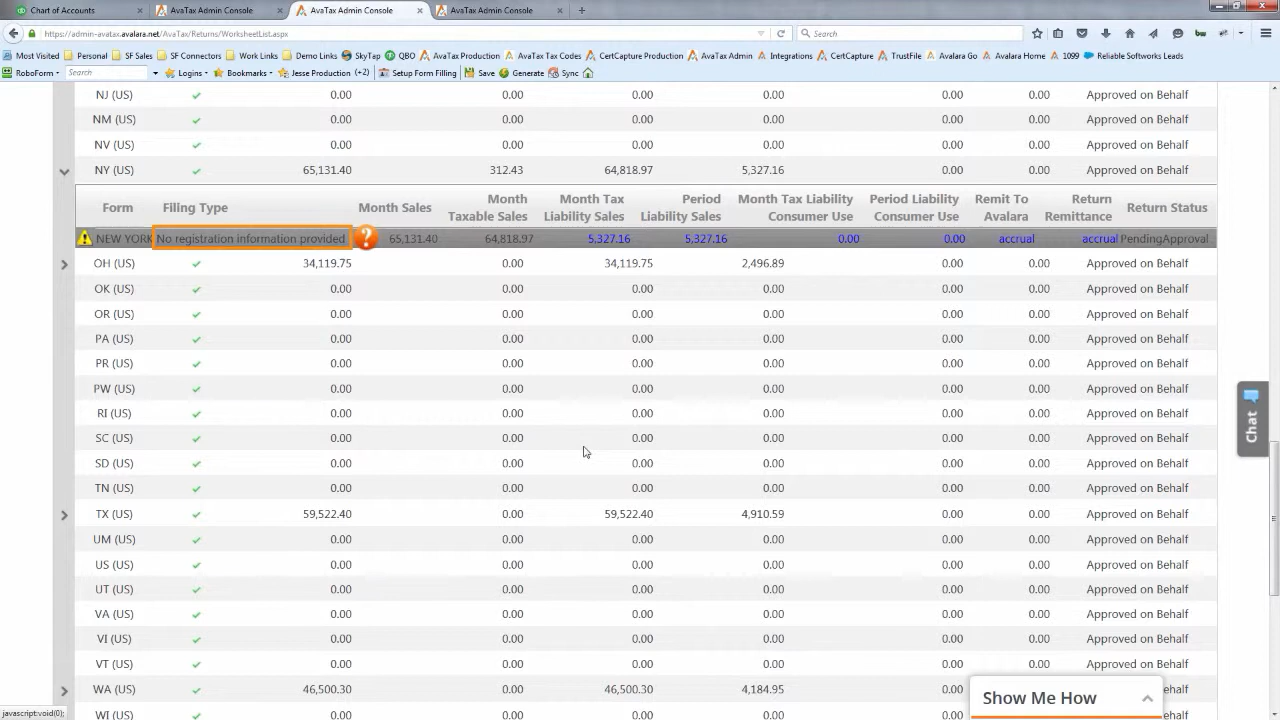 Chart of Accounts × AvaTax Admin Console × AvaTax Admin Console × AvaTax Admin Console × +
https://admin-avatax.avalara.net/AvaTax/Returns/WorksheetList.aspx Search
Most Visited Personal SF Sales SF Connectors Work Links Demo Links SkyTap QBO AvaTax Production AvaTax Tax Codes CertCapture Production AvaTax Admin Integrations CertCapture TrustFile Avalara Go Avalara Home 1099 Reliable Softwares Leads
RoboForm Search Logins Bookmarks Jesse Production (+2) Setup Form Filling Save Generate Sync
NJ (US) 0.00 0.00 0.00 0.00 0.00 0.00 Approved on Behalf
NM (US) 0.00 0.00 0.00 0.00 0.00 0.00 Approved on Behalf
NV (US) 0.00 0.00 0.00 0.00 0.00 0.00 Approved on Behalf
NY (US) 65,131.40 312.43 64,818.97 5,327.16 0.00 0.00 Approved on Behalf
Form Filing Type Month Sales Month Taxable Sales Month Tax Liability Sales Period Liability Sales Month Tax Liability Consumer Use Period Liability Consumer Use Remit To Avalara Return Remittance Return Status
NEW YORK No registration information provided ? 65,131.40 64,818.97 5,327.16 5,327.16 0.00 0.00 accrual accrual PendingApproval
OH (US) 34,119.75 0.00 34,119.75 2,496.89 0.00 0.00 Approved on Behalf
OK (US) 0.00 0.00 0.00 0.00 0.00 0.00 Approved on Behalf
OR (US) 0.00 0.00 0.00 0.00 0.00 0.00 Approved on Behalf
PA (US) 0.00 0.00 0.00 0.00 0.00 0.00 Approved on Behalf
PR (US) 0.00 0.00 0.00 0.00 0.00 0.00 Approved on Behalf
PW (US) 0.00 0.00 0.00 0.00 0.00 0.00 Approved on Behalf
RI (US) 0.00 0.00 0.00 0.00 0.00 0.00 Approved on Behalf
SC (US) 0.00 0.00 0.00 0.00 0.00 0.00 Approved on Behalf
SD (US) 0.00 0.00 0.00 0.00 0.00 0.00 Approved on Behalf
TN (US) 0.00 0.00 0.00 0.00 0.00 0.00 Approved on Behalf
TX (US) 59,522.40 0.00 59,522.40 4,910.59 0.00 0.00 Approved on Behalf
UM (US) 0.00 0.00 0.00 0.00 0.00 0.00 Approved on Behalf
US (US) 0.00 0.00 0.00 0.00 0.00 0.00 Approved on Behalf
UT (US) 0.00 0.00 0.00 0.00 0.00 0.00 Approved on Behalf
VA (US) 0.00 0.00 0.00 0.00 0.00 0.00 Approved on Behalf
VI (US) 0.00 0.00 0.00 0.00 0.00 0.00 Approved on Behalf
VT (US) 0.00 0.00 0.00 0.00 0.00 0.00 Approved on Behalf
WA (US) 46,500.30 0.00 46,500.30 4,184.95 0.00
WI (US) 0.00 0.00 0.00 0.00 0.00
Chat
Show Me How
javascript:void(0);